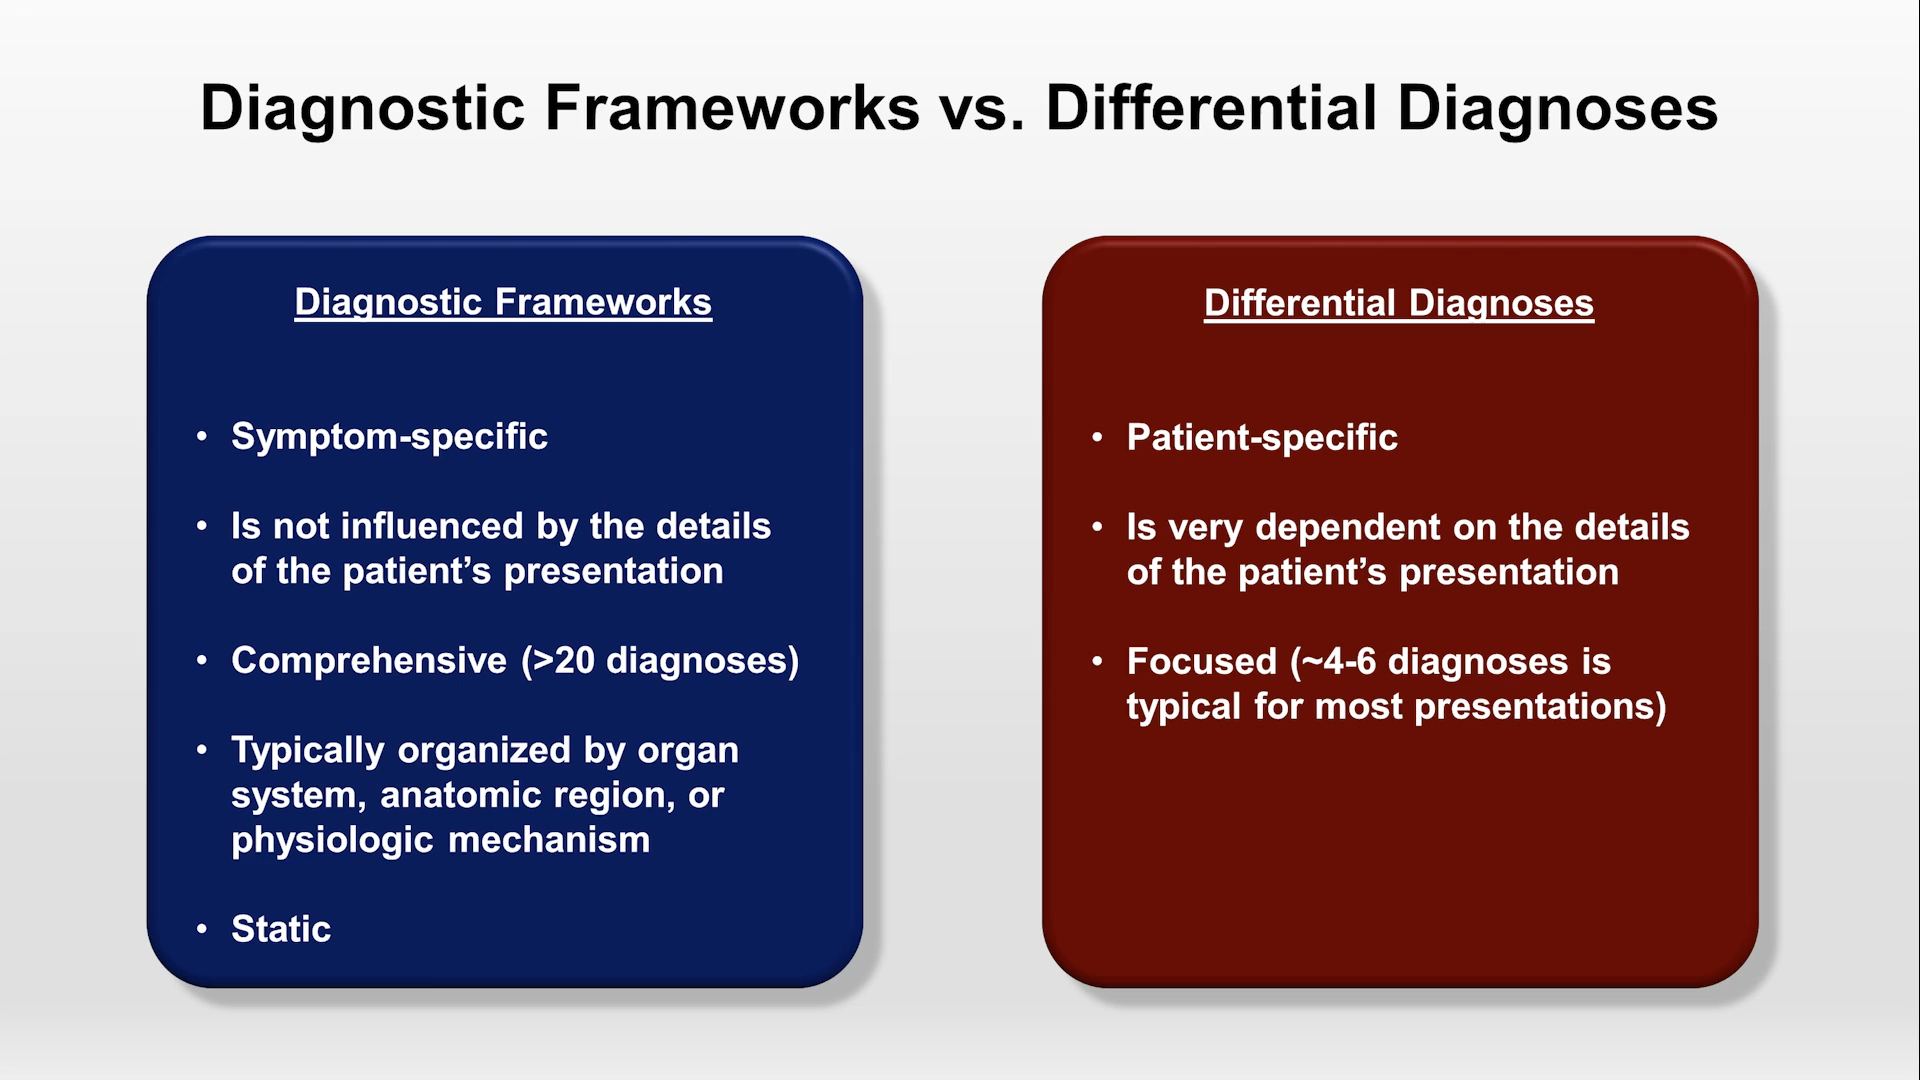 Diagnostic Frameworks vs. Differential Diagnoses
Diagnostic Frameworks
• Symptom-specific
• Is not influenced by the details
of the patient’s presentation
• Comprehensive (>20 diagnoses)
• Typically organized by organ
system, anatomic region, or
physiologic mechanism
• Static
Differential Diagnoses
• Patient-specific
• Is very dependent on the details
of the patient’s presentation
• Focused (~4-6 diagnoses is
typical for most presentations)